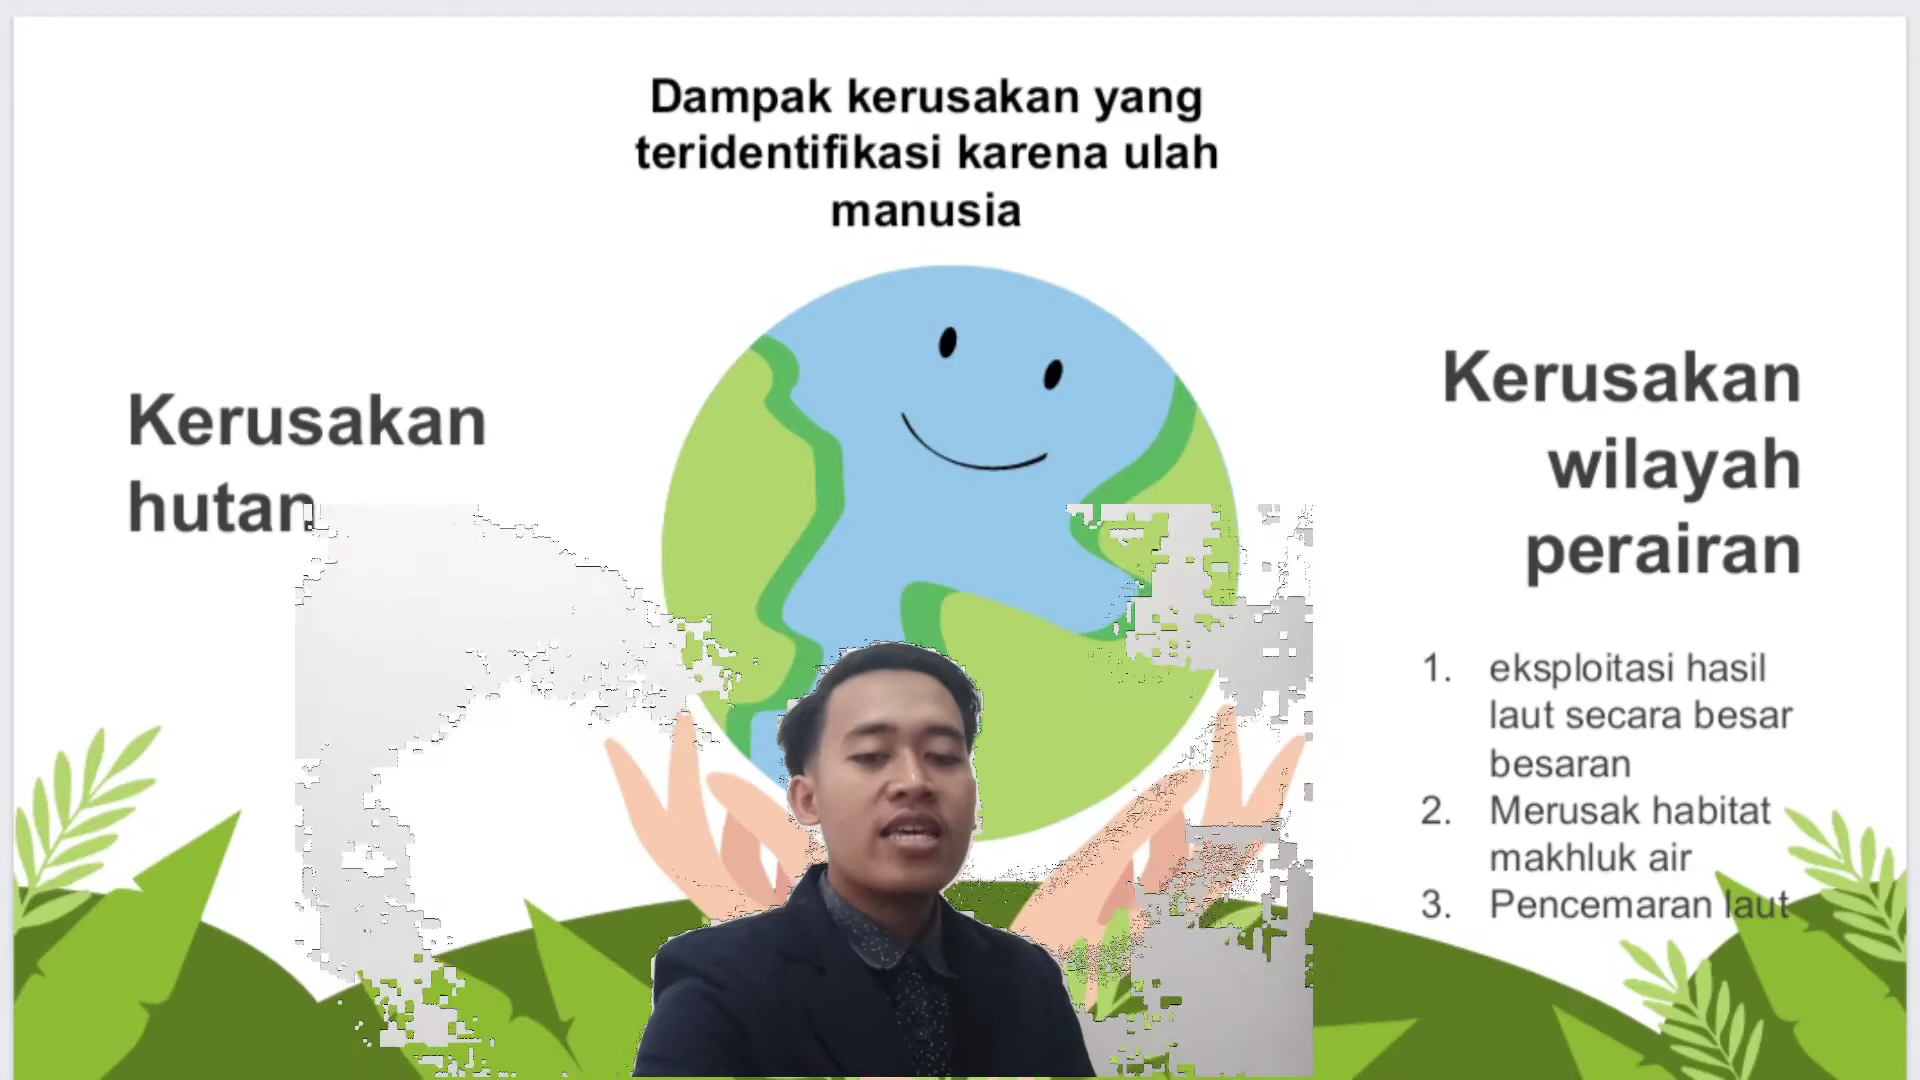 Dampak kerusakan yang
teridentifikasi karena ulah
manusia
Kerusakan
hutan
Kerusakan
wilayah
perairan
1. eksploitasi hasil
laut secara besar
besaran
2. Merusak habitat
makhluk air
3. Pencemaran laut